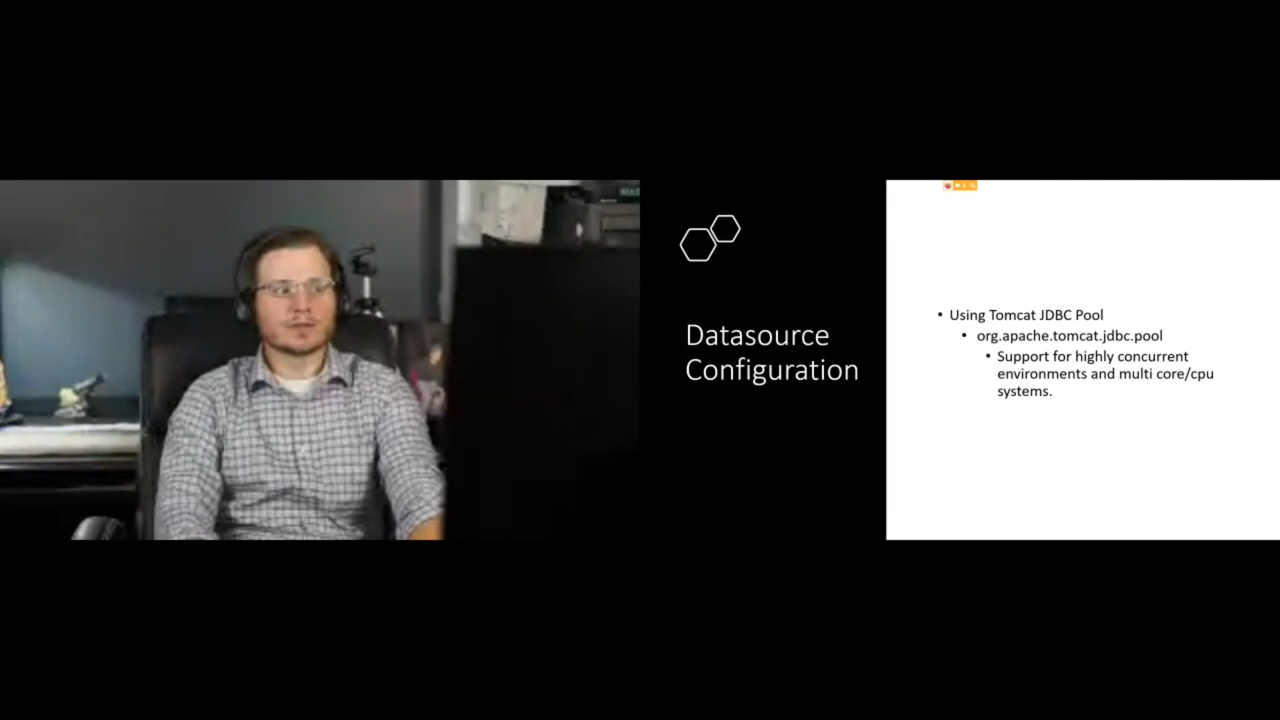 Datasource
Configuration
• Using Tomcat JDBC Pool
• org.apache.tomcat.jdbc.pool
• Support for highly concurrent
environments and multi core/cpu
systems.